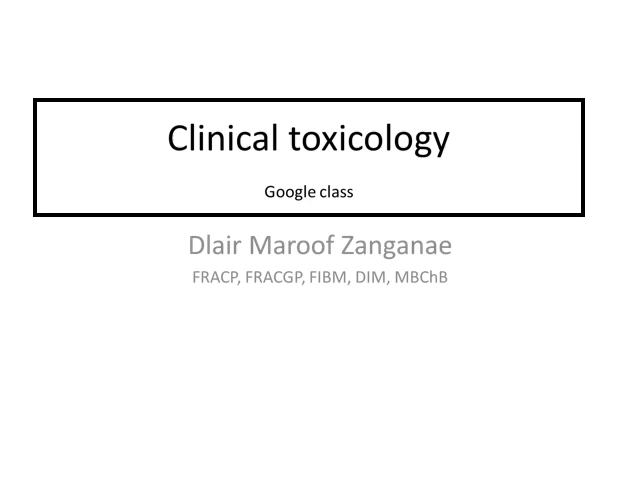 Clinical toxicology
Google class
Dlair Maroof Zanganae
FRACP, FRACGP, FIBM, DIM, MBChB